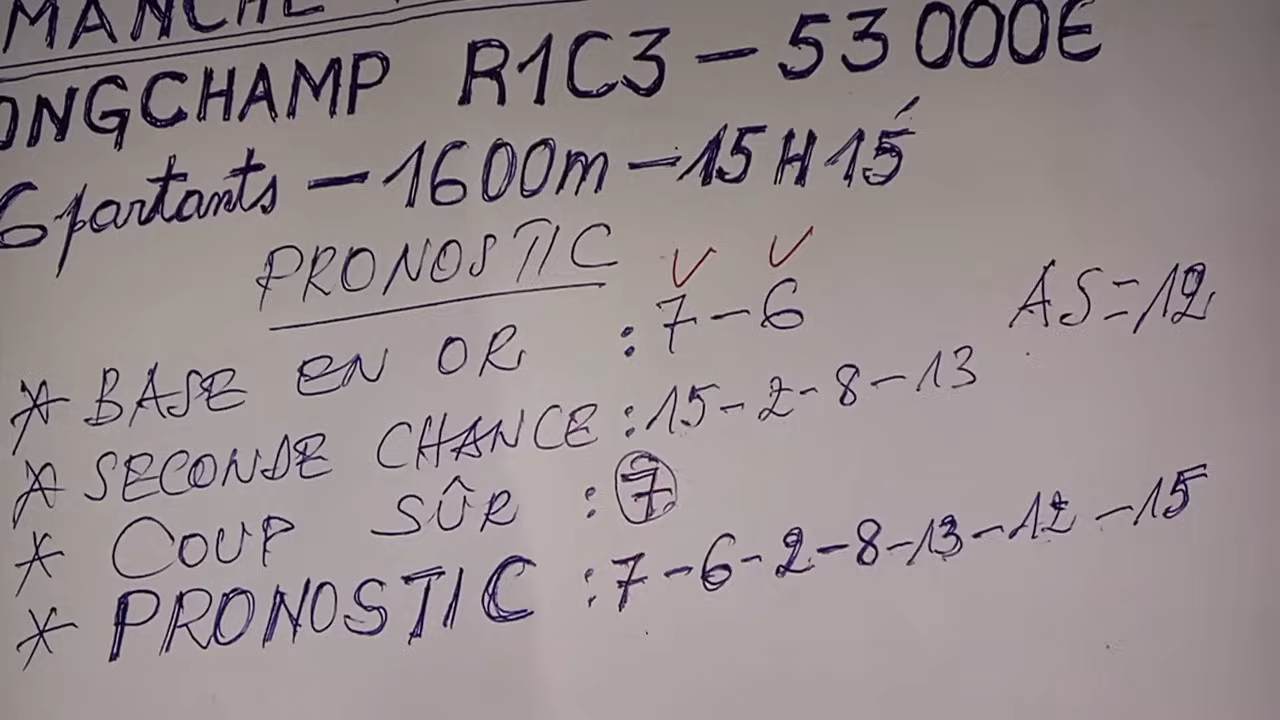 MANCHE
ONGCHAMP R1C3 - 53 000€
6 partants - 1600m - 15H15'
PRONOSTIC
* BASE EN OR : 7 - 6
AS = 12
* SECONDE CHANCE : 15 - 2 - 8 - 13
* COUP SÛR : 7
* PRONOSTIC : 7 - 6 - 2 - 8 - 13 - 12 - 15